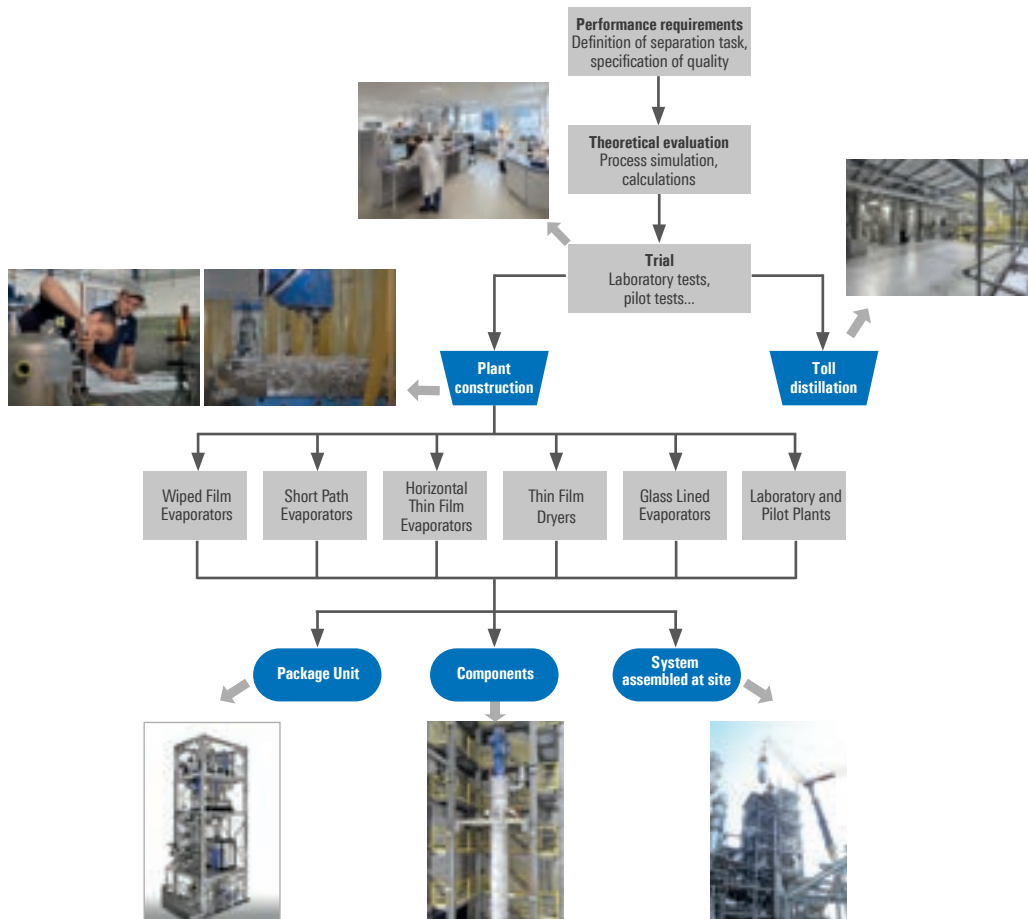 Performance requirements
Definition of separation task,
specification of quality
Theoretical evaluation
Process simulation,
calculations
Trial
Laboratory tests,
pilot tests...
Plant
construction
Toll
distillation
Wiped Film
Evaporators
Short Path
Evaporators
Horizontal
Thin Film
Evaporators
Thin Film
Dryers
Glass Lined
Evaporators
Laboratory and
Pilot Plants
Package Unit
Components
System
assembled at site